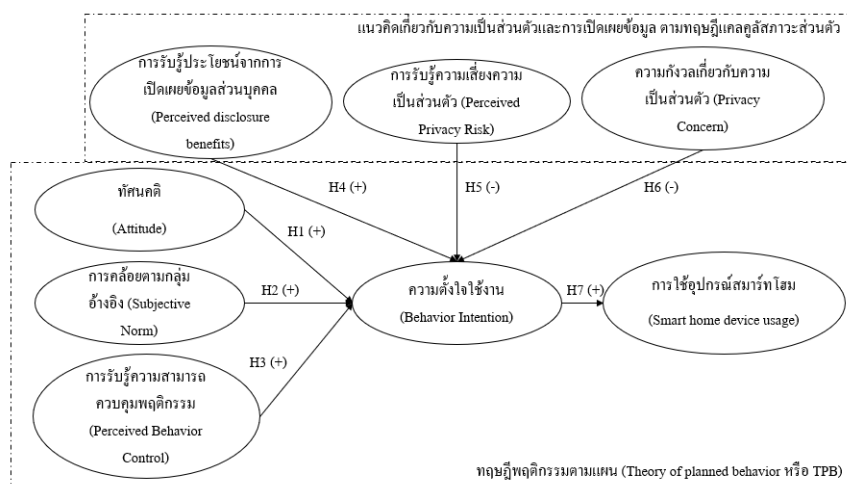 แนวคิดเกี่ยวกับความเป็นส่วนตัวและการเปิดเผยข้อมูล ตามทฤษฎีแคลคูลัสภาวะส่วนตัว
การรับรู้ประโยชน์จากการ
เปิดเผยข้อมูลส่วนบุคคล
(Perceived disclosure
benefits)
การรับรู้ความเสี่ยงความ
เป็นส่วนตัว (Perceived
Privacy Risk)
ความกังวลเกี่ยวกับความ
เป็นส่วนตัว (Privacy
Concern)
H4 (+)
H5 (-)
H6 (-)
ทัศนคติ
(Attitude)
H1 (+)
การคล้อยตามกลุ่ม
อ้างอิง (Subjective
Norm)
H2 (+)
ความตั้งใจใช้งาน
(Behavior Intention)
H7 (+)
การใช้อุปกรณ์สมาร์ทโฮม
(Smart home device usage)
H3 (+)
การรับรู้ความสามารถ
ควบคุมพฤติกรรม
(Perceived Behavior
Control)
ทฤษฎีพฤติกรรมตามแผน (Theory of planned behavior หรือ TPB)